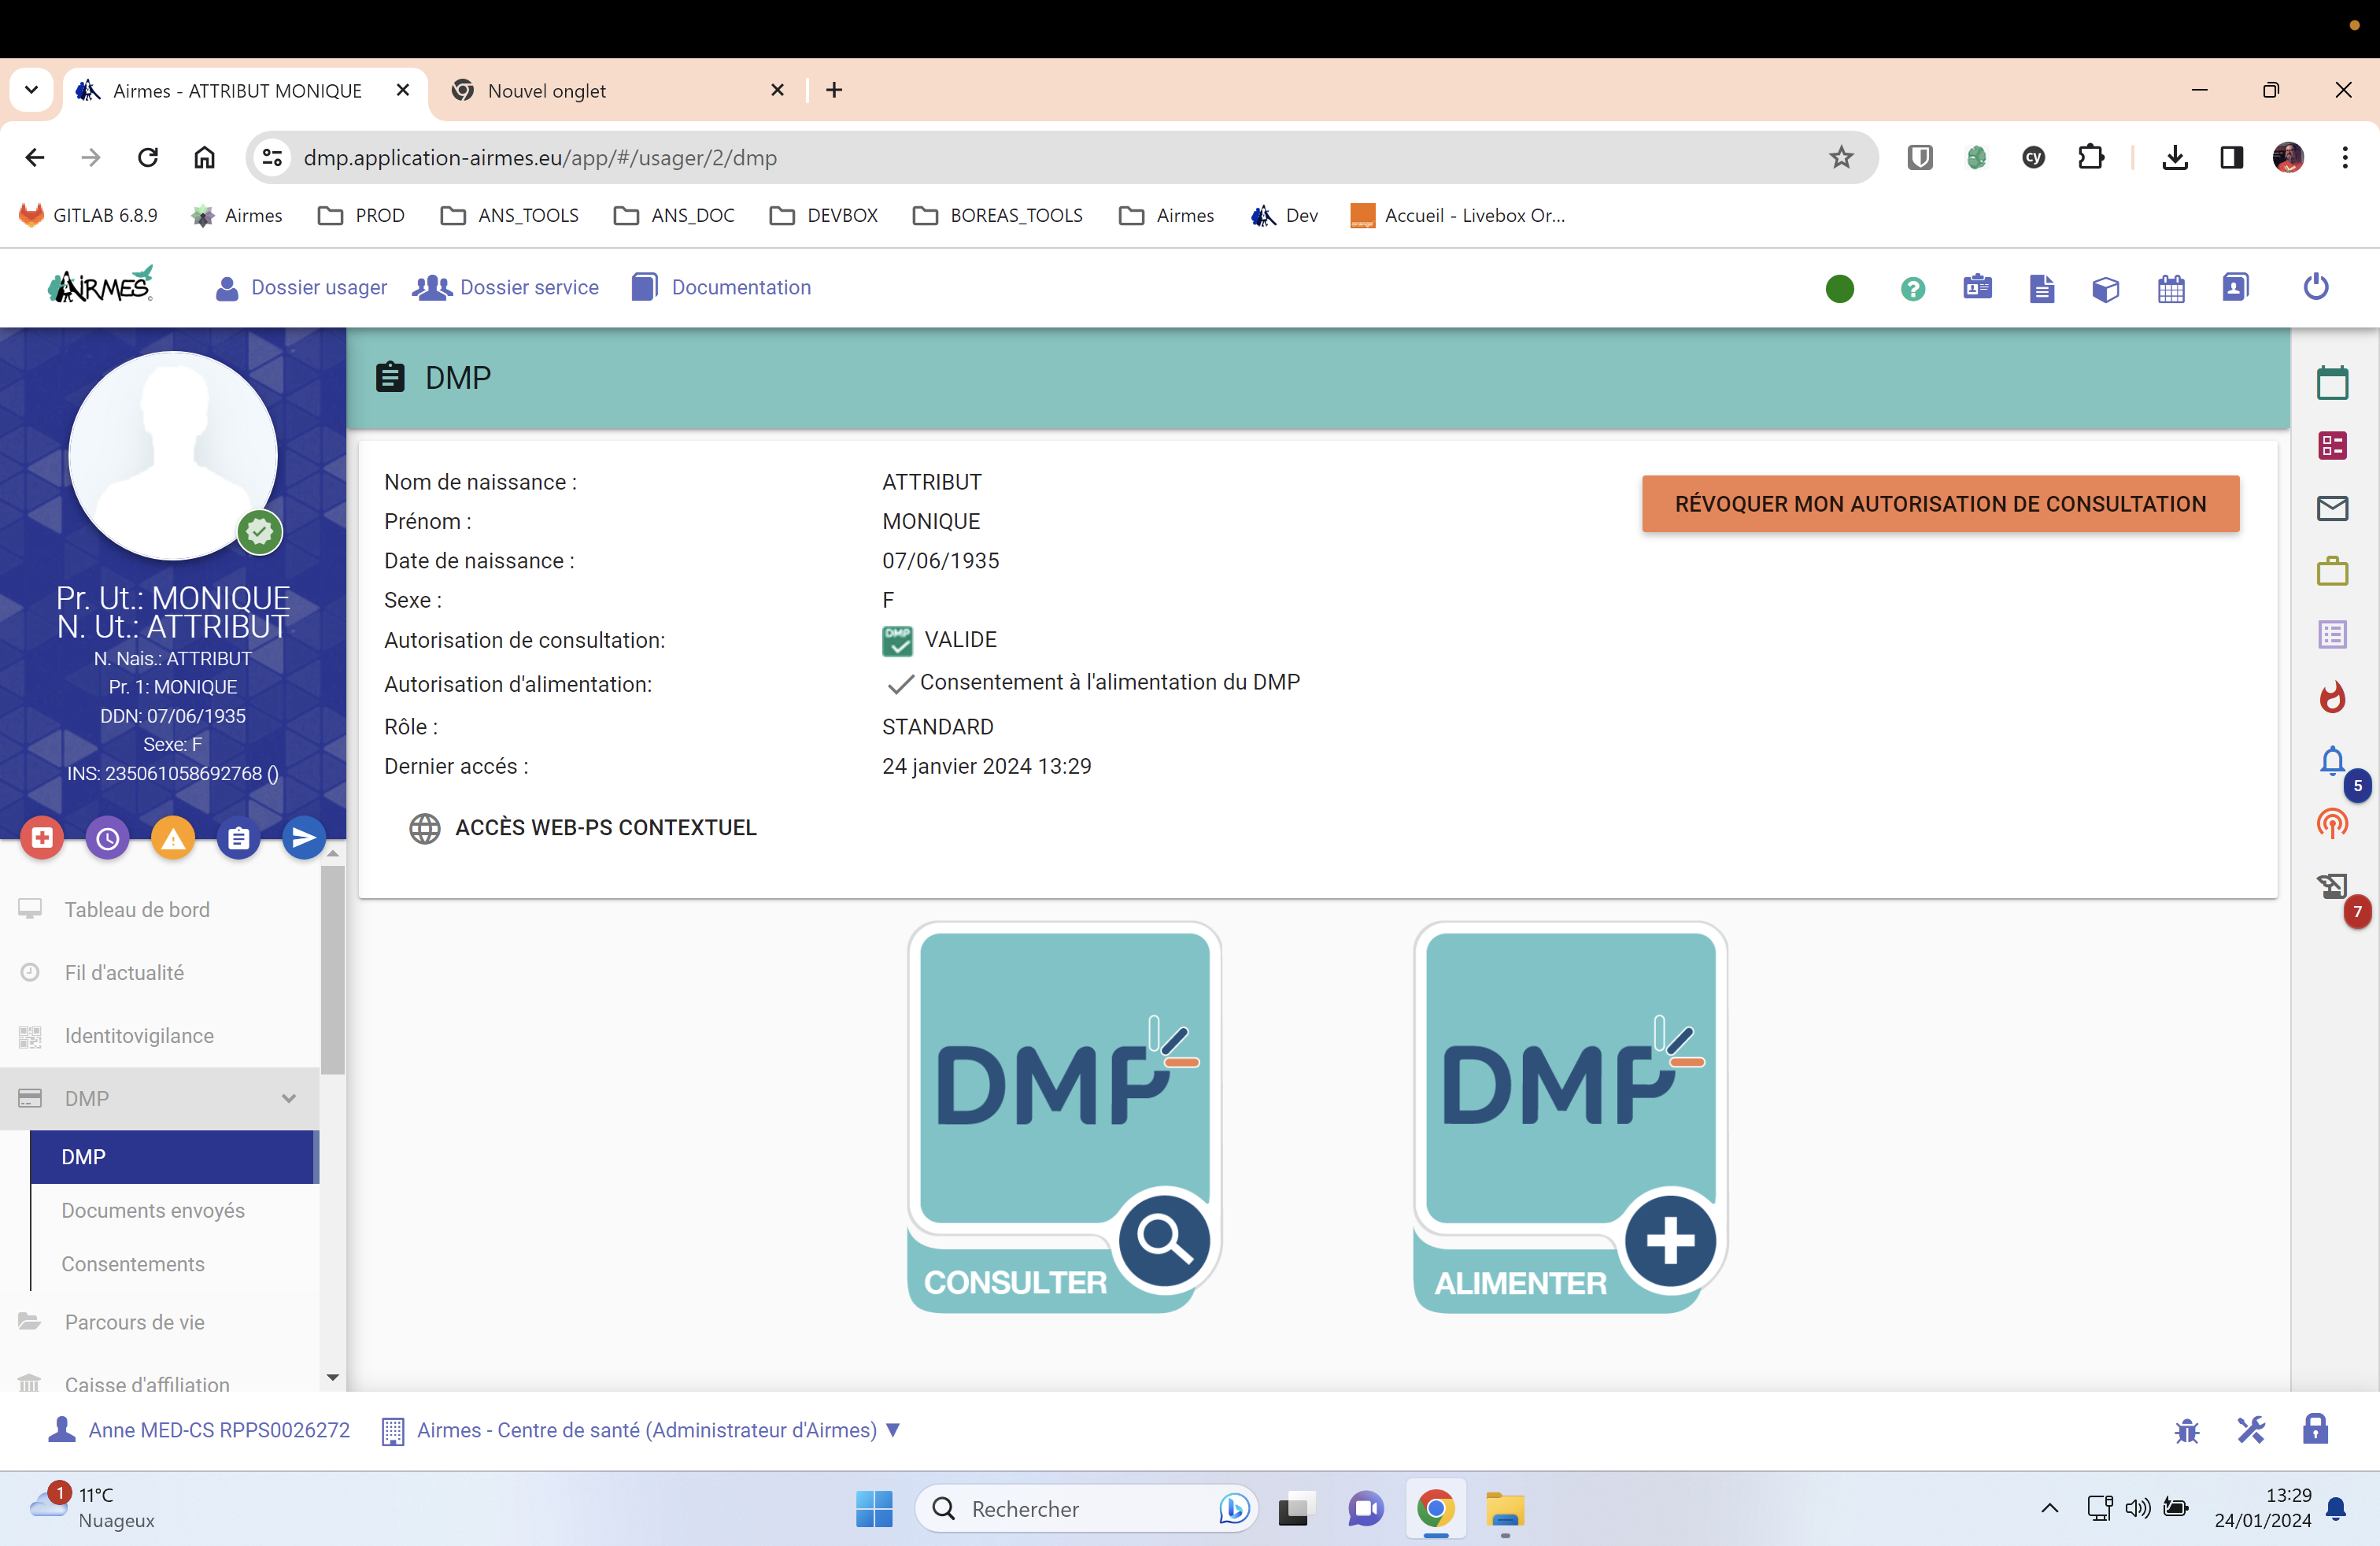 Airmes - ATTRIBUT MONIQUE
Nouvel onglet
dmp.application-airmes.eu/app/#/usager/2/dmp
cy
GITLAB 6.8.9
Airmes
PROD
ANS_TOOLS
ANS_DOC
DEVBOX
BOREAS_TOOLS
Airmes
Dev
Accueil - Livebox Or...
AIRMES
Dossier usager
Dossier service
Documentation
Pr. Ut.: MONIQUE
N. Ut.: ATTRIBUT
N. Nais.: ATTRIBUT
Pr. 1: MONIQUE
DDN: 07/06/1935
Sexe: F
INS: 235061058692768 ()
Tableau de bord
Fil d'actualité
Identitovigilance
DMP
DMP
Documents envoyés
Consentements
Parcours de vie
Caisse d'affiliation
DMP
Nom de naissance : ATTRIBUT
Prénom : MONIQUE
Date de naissance : 07/06/1935
Sexe : F
Autorisation de consultation: DMP VALIDE
Autorisation d'alimentation: Consentement à l'alimentation du DMP
Rôle : STANDARD
Dernier accés : 24 janvier 2024 13:29
RÉVOQUER MON AUTORISATION DE CONSULTATION
ACCÈS WEB-PS CONTEXTUEL
DMP
CONSULTER
DMP
ALIMENTER
5
7
Anne MED-CS RPPS0026272
Airmes - Centre de santé (Administrateur d'Airmes) ▼
1
11°C
Nuageux
Rechercher
13:29
24/01/2024